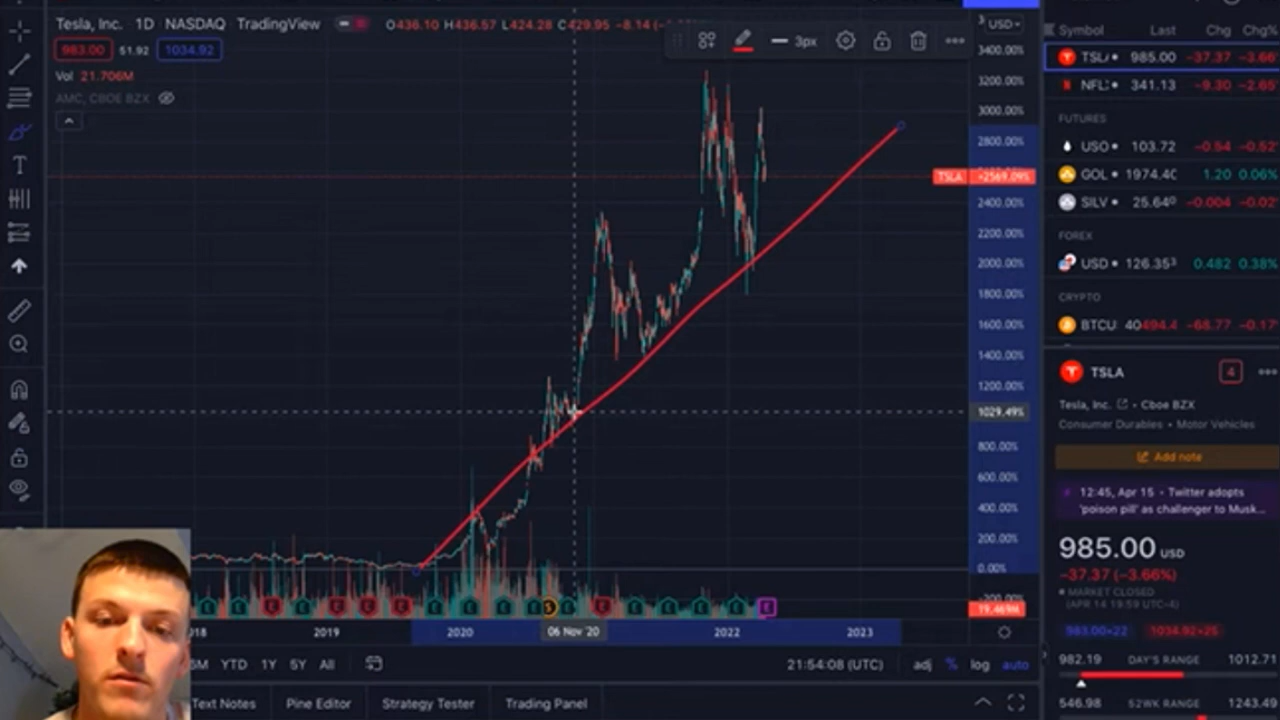 Tesla, Inc. 1D NASDAQ TradingView O436.10 H436.57 L424.28 C429.95 -8.14
983.00 51.92 1034.92
Vol 21.706M
AMC, CBOE BZX
3px
USD
3400.00%
3200.00%
3000.00%
2800.00%
TSLA ~2569.09%
2400.00%
2200.00%
2000.00%
1800.00%
1600.00%
1400.00%
1200.00%
1029.49%
800.00%
600.00%
400.00%
200.00%
0.00%
19.469M
2019 2020 06 Nov '20 2022 2023
YTD 1Y 5Y All
21:54:08 (UTC) adj % log auto
Text Notes Pine Editor Strategy Tester Trading Panel
Symbol Last Chg Chg%
985.00 -37.37 -3.66
341.13 -9.30 -2.65
FUTURES
USO 103.72 -0.54 -0.52
GOL 1.20 0.06%
SILV 25.640 -0.004 -0.02
FOREX
USD 126.353 0.482 0.38%
CRYPTO
BTCU 40494.4 -68.77 -0.17
TSLA 4
Tesla, Inc. • Cboe BZX
Consumer Durables • Motor Vehicles
Add note
12:45, Apr 15 • Twitter adopts
'poison pill' as challenger to Musk...
985.00 USD
-37.37 (-3.66%)
MARKET CLOSED
(APR 14 19:59 UTC-4)
983.00×22 1034.92×25
982.19 DAY'S RANGE 1012.71
546.98 52WK RANGE 1243.49